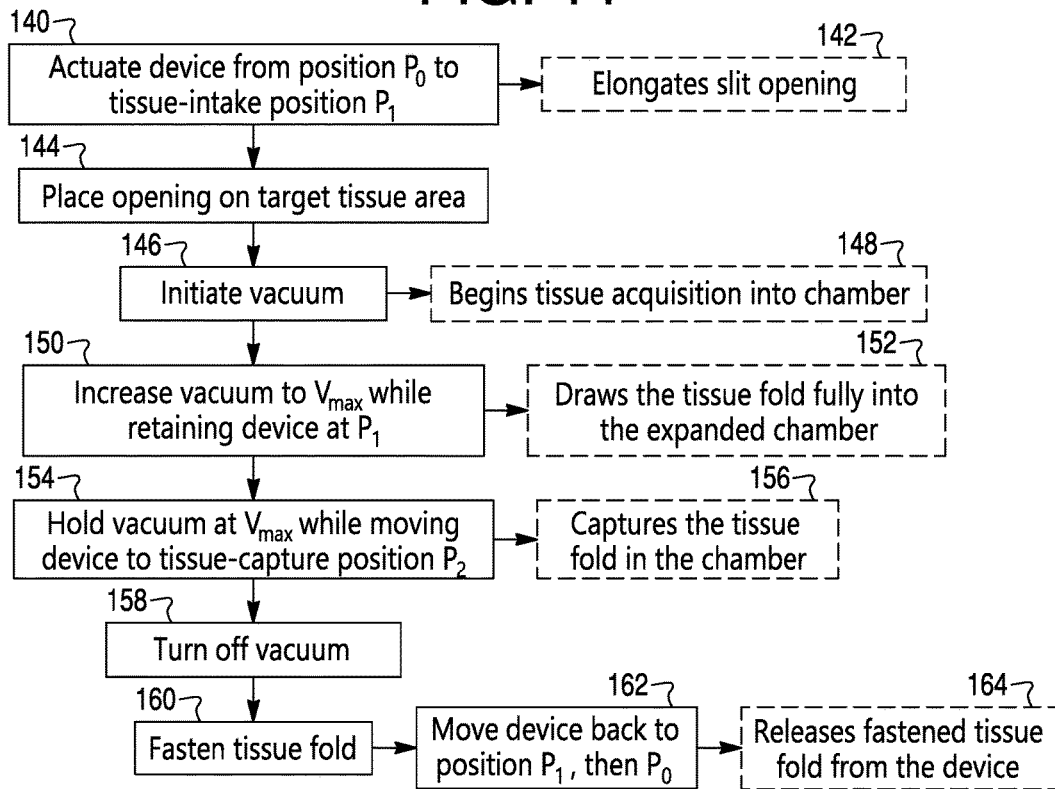 140
Actuate device from position P₀ to
tissue-intake position P₁
142
Elongates slit opening
144
Place opening on target tissue area
146
Initiate vacuum
148
Begins tissue acquisition into chamber
150
Increase vacuum to Vmax while
retaining device at P₁
152
Draws the tissue fold fully into
the expanded chamber
154
Hold vacuum at Vmax while moving
device to tissue-capture position P₂
156
Captures the tissue
fold in the chamber
158
Turn off vacuum
160
Fasten tissue fold
162
Move device back to
position P₁, then P₀
164
Releases fastened tissue
fold from the device